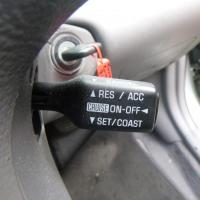 ▲ RES / ACC
CRUISE ON-OFF ◄
▼ SET/COAST